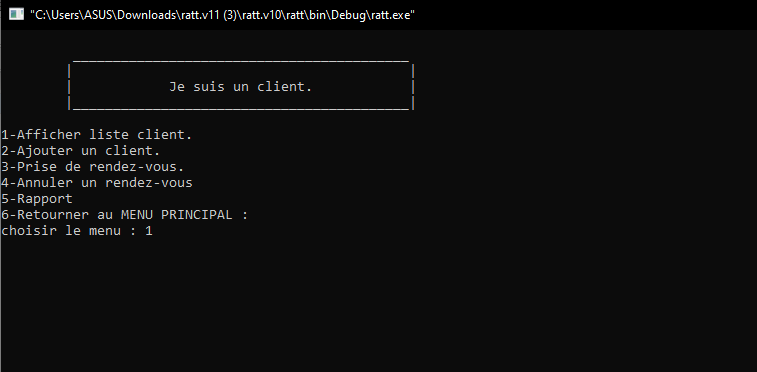 "C:\Users\ASUS\Downloads\ratt.v11 (3)\ratt.v10\ratt\bin\Debug\ratt.exe"
Je suis un client.
1-Afficher liste client.
2-Ajouter un client.
3-Prise de rendez-vous.
4-Annuler un rendez-vous
5-Rapport
6-Retourner au MENU PRINCIPAL :
choisir le menu : 1